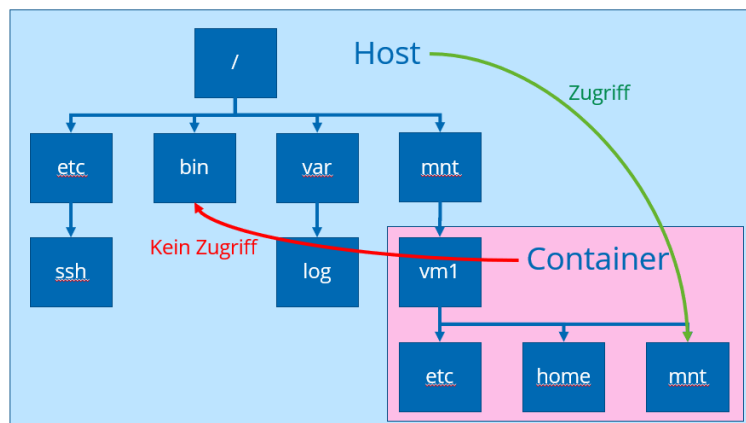 /
Host
Zugriff
etc
bin
var
mnt
Kein Zugriff
ssh
log
vm1
Container
etc
home
mnt